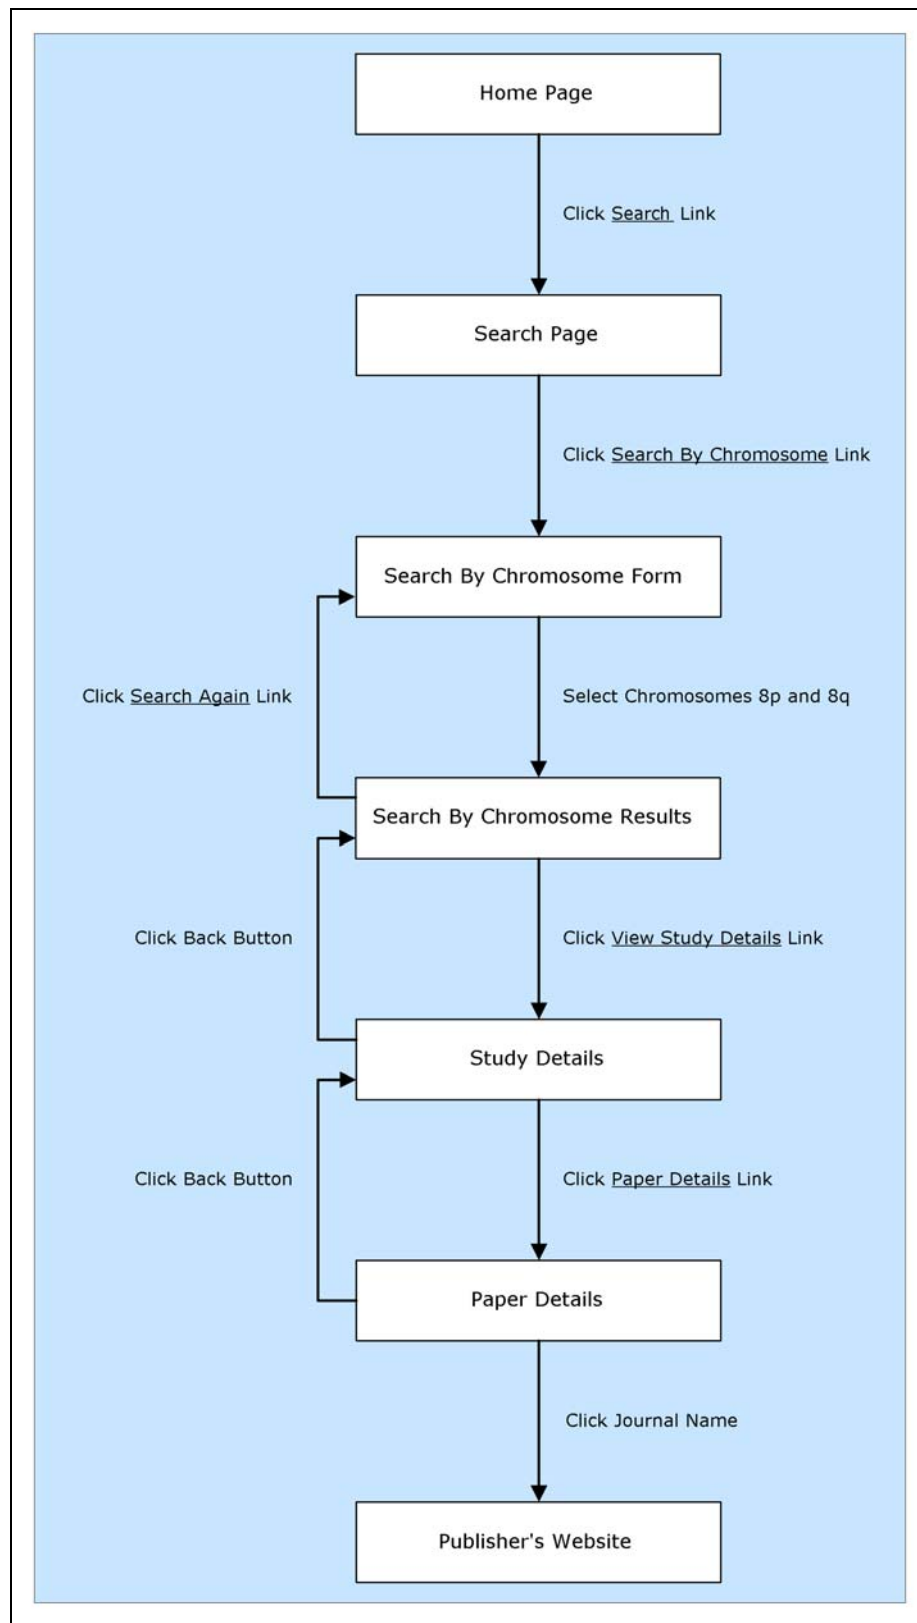 Home Page
Click Search Link
Search Page
Click Search By Chromosome Link
Search By Chromosome Form
Click Search Again Link
Select Chromosomes 8p and 8q
Search By Chromosome Results
Click Back Button
Click View Study Details Link
Study Details
Click Back Button
Click Paper Details Link
Paper Details
Click Journal Name
Publisher's Website